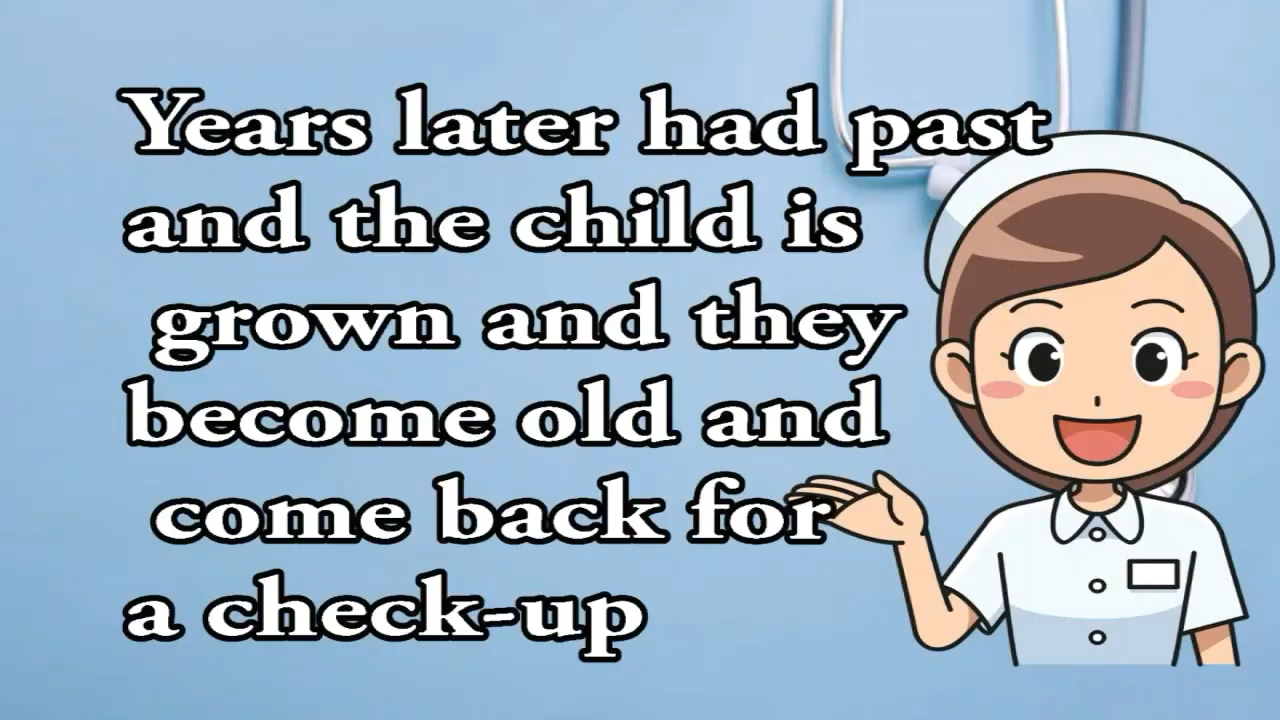 Years later had past
and the child is
grown and they
become old and
come back for
a check-up